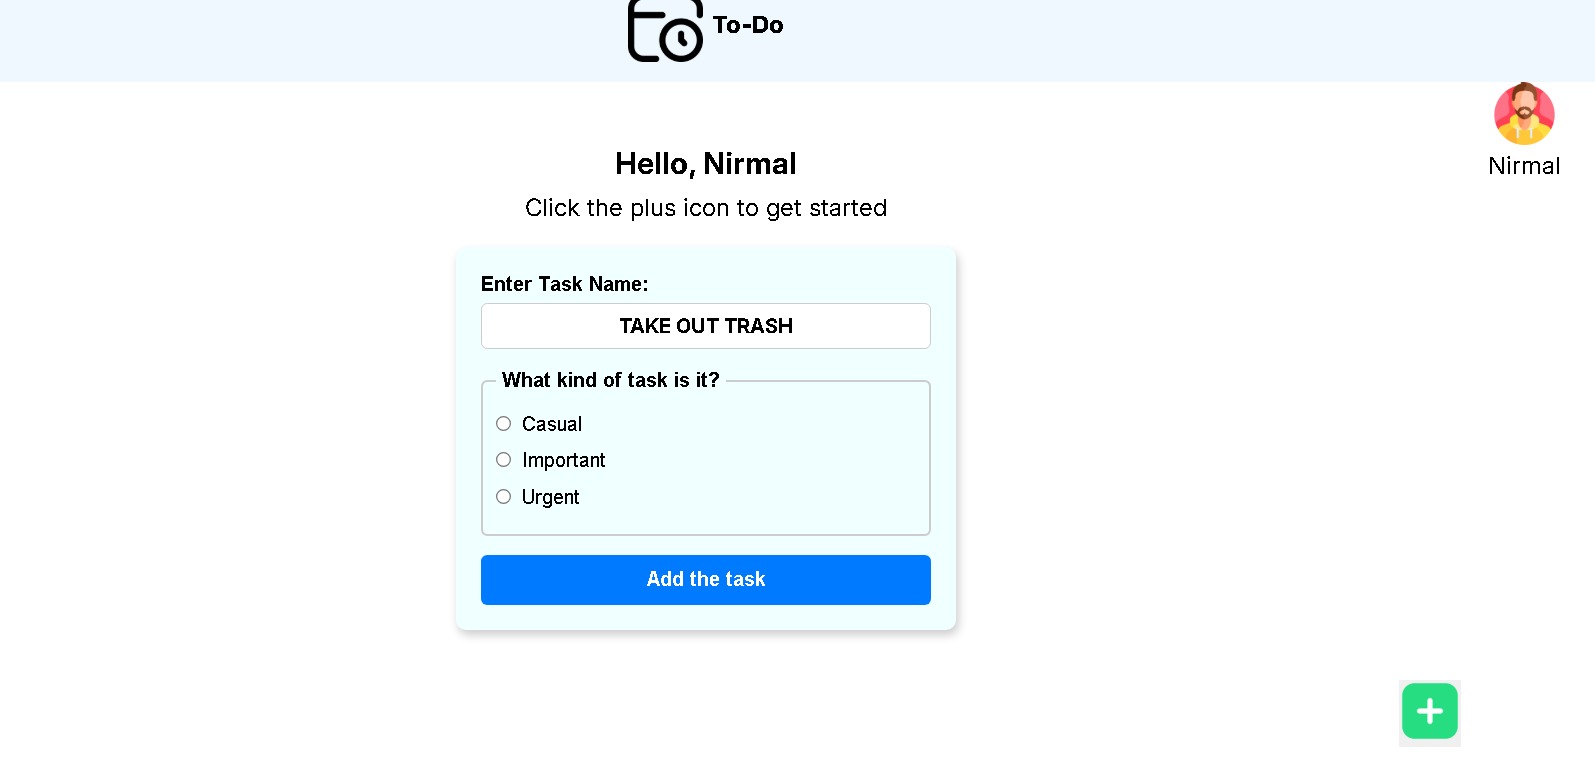 To-Do
Nirmal
Hello, Nirmal
Click the plus icon to get started
Enter Task Name:
TAKE OUT TRASH
What kind of task is it?
Casual
Important
Urgent
Add the task